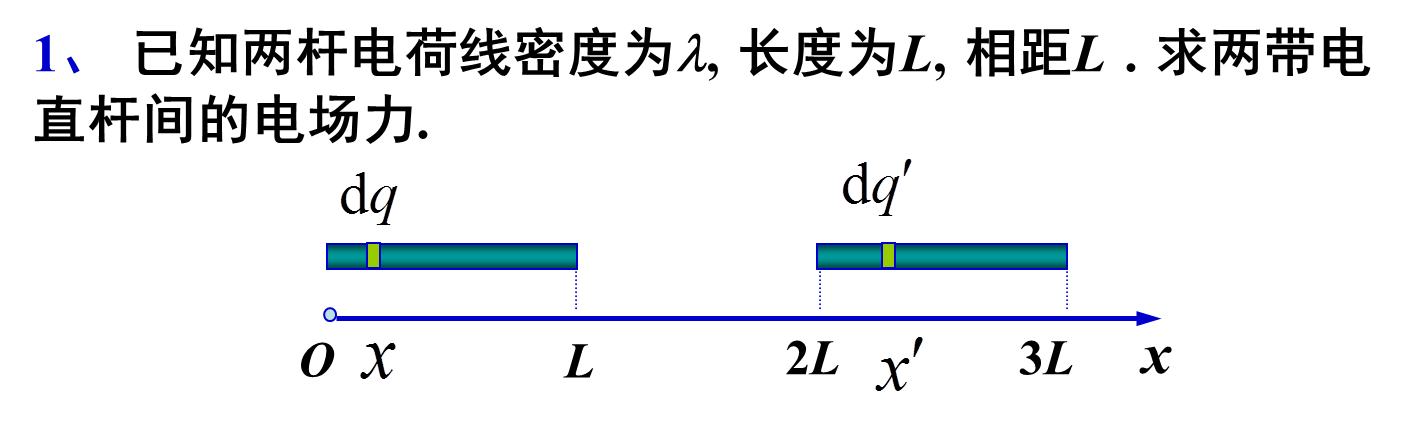 1、 已知两杆电荷线密度为λ, 长度为L, 相距L . 求两带电
直杆间的电场力.
dq dq′
O x L 2L x′ 3L x